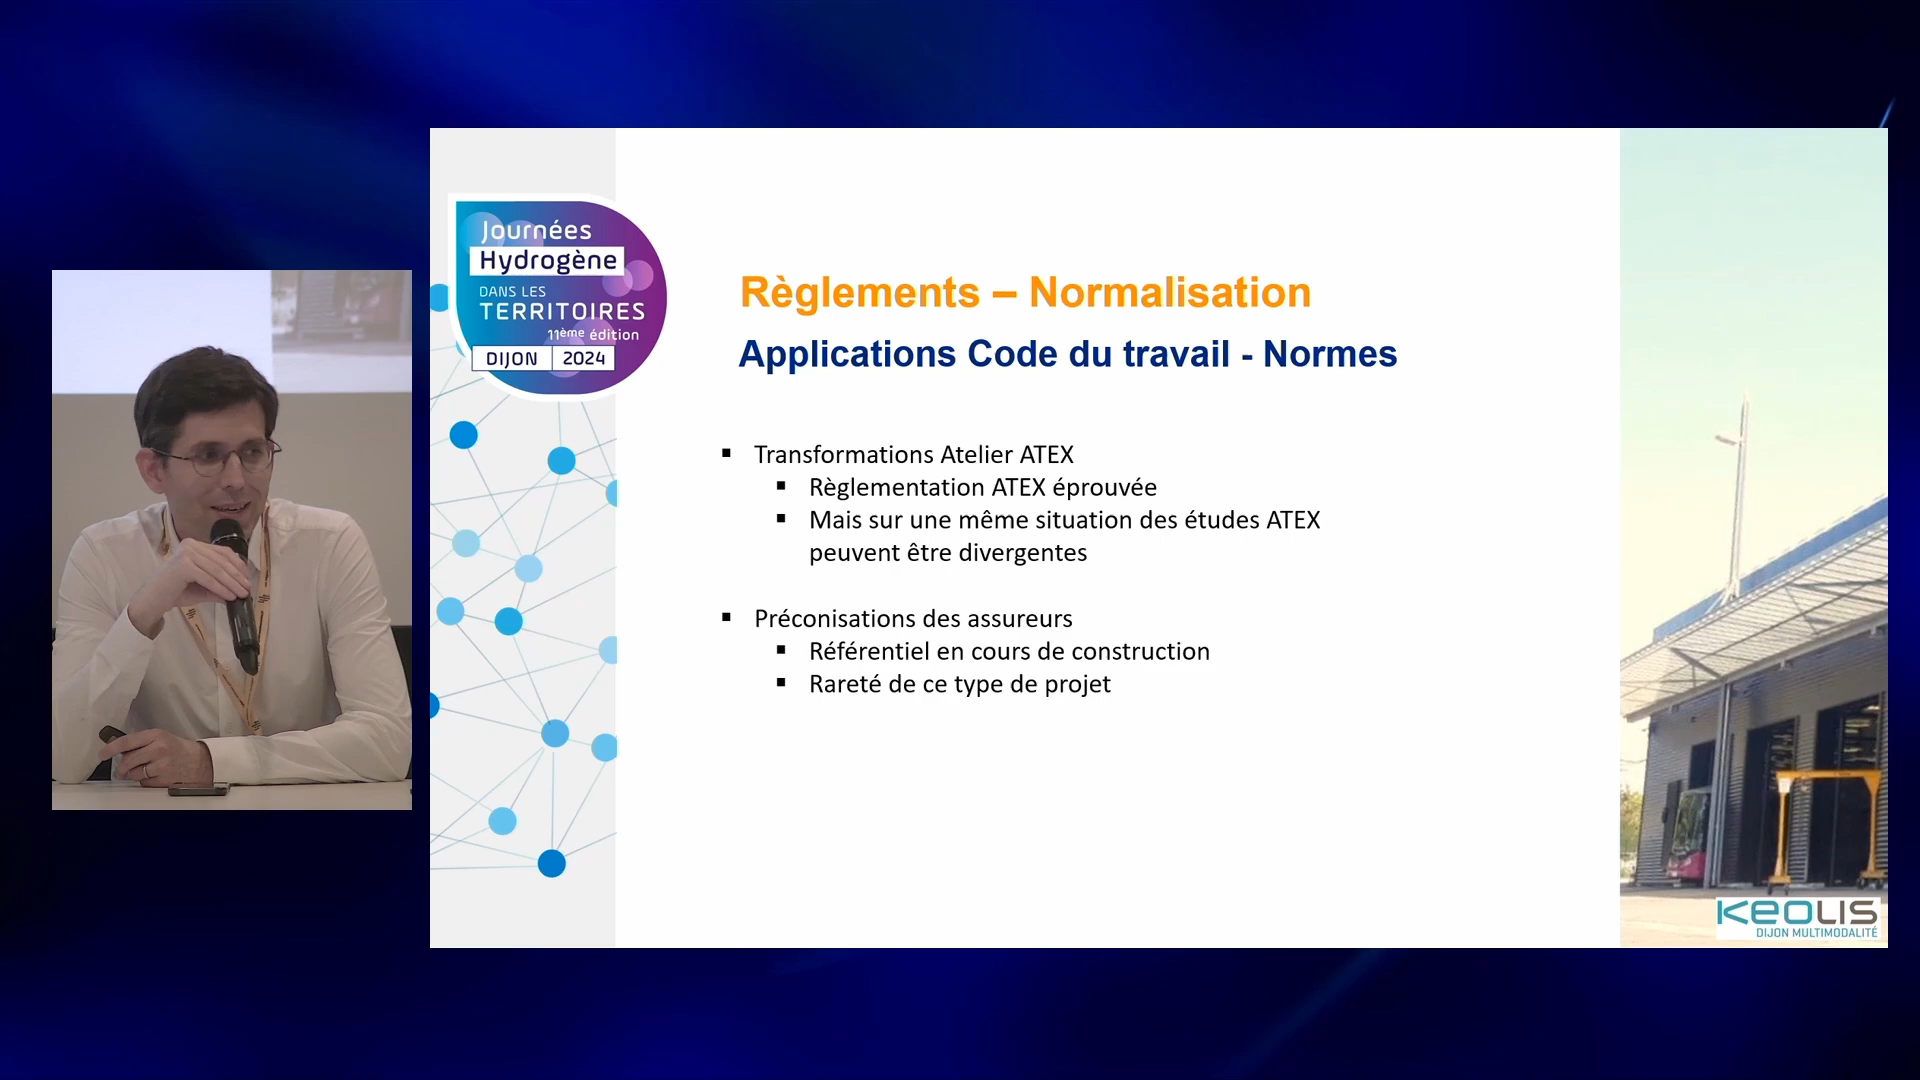 Journées
Hydrogène
DANS LES
TERRITOIRES
11ème édition
DIJON 2024
Règlements – Normalisation
Applications Code du travail - Normes
▪ Transformations Atelier ATEX
▪ Règlementation ATEX éprouvée
▪ Mais sur une même situation des études ATEX
peuvent être divergentes
▪ Préconisations des assureurs
▪ Référentiel en cours de construction
▪ Rareté de ce type de projet
KEOLIS
DIJON MULTIMODALITÉ